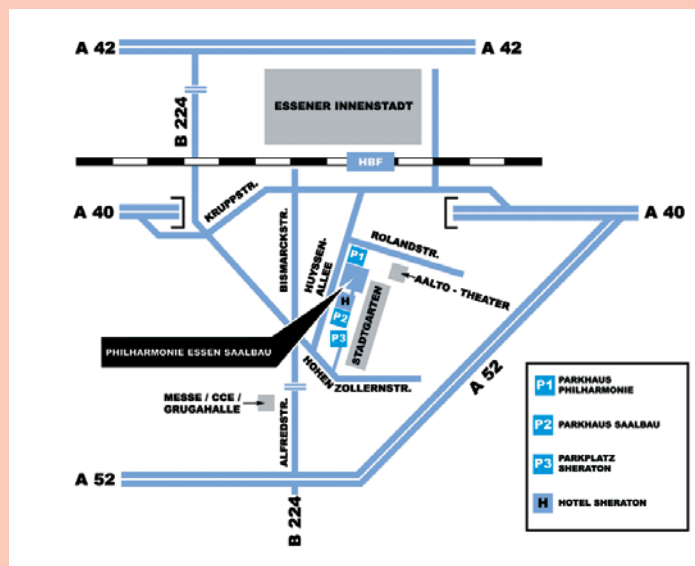 A 42
A 42
B 224
ESSENER INNENSTADT
HBF
A 40
A 40
KRUPPSTR.
BISMARCKSTR.
HUYSSEN-
ALLEE
ROLANDSTR.
P1
AALTO - THEATER
H
P2
P3
STADTGARTEN
PHILHARMONIE ESSEN SAALBAU
HOHEN
ZOLLERNSTR.
A 52
MESSE / CCE /
GRUGAHALLE
ALFREDSTR.
A 52
B 224
P1 PARKHAUS
PHILHARMONIE
P2 PARKHAUS SAALBAU
P3 PARKPLATZ
SHERATON
H HOTEL SHERATON